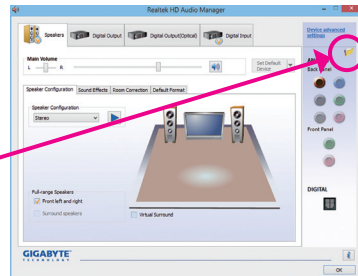 Realtek HD Audio Manager
Speakers
Digital Output
Digital Output(Optical)
Digital Input
Device advanced settings
Main Volume
L
R
Set Default Device
Speaker Configuration
Sound Effects
Room Correction
Default Format
Speaker Configuration
Stereo
Full-range Speakers
Front left and right
Surround speakers
Virtual Surround
Back Panel
Front Panel
DIGITAL
GIGABYTE
TECHNOLOGY
i
OK